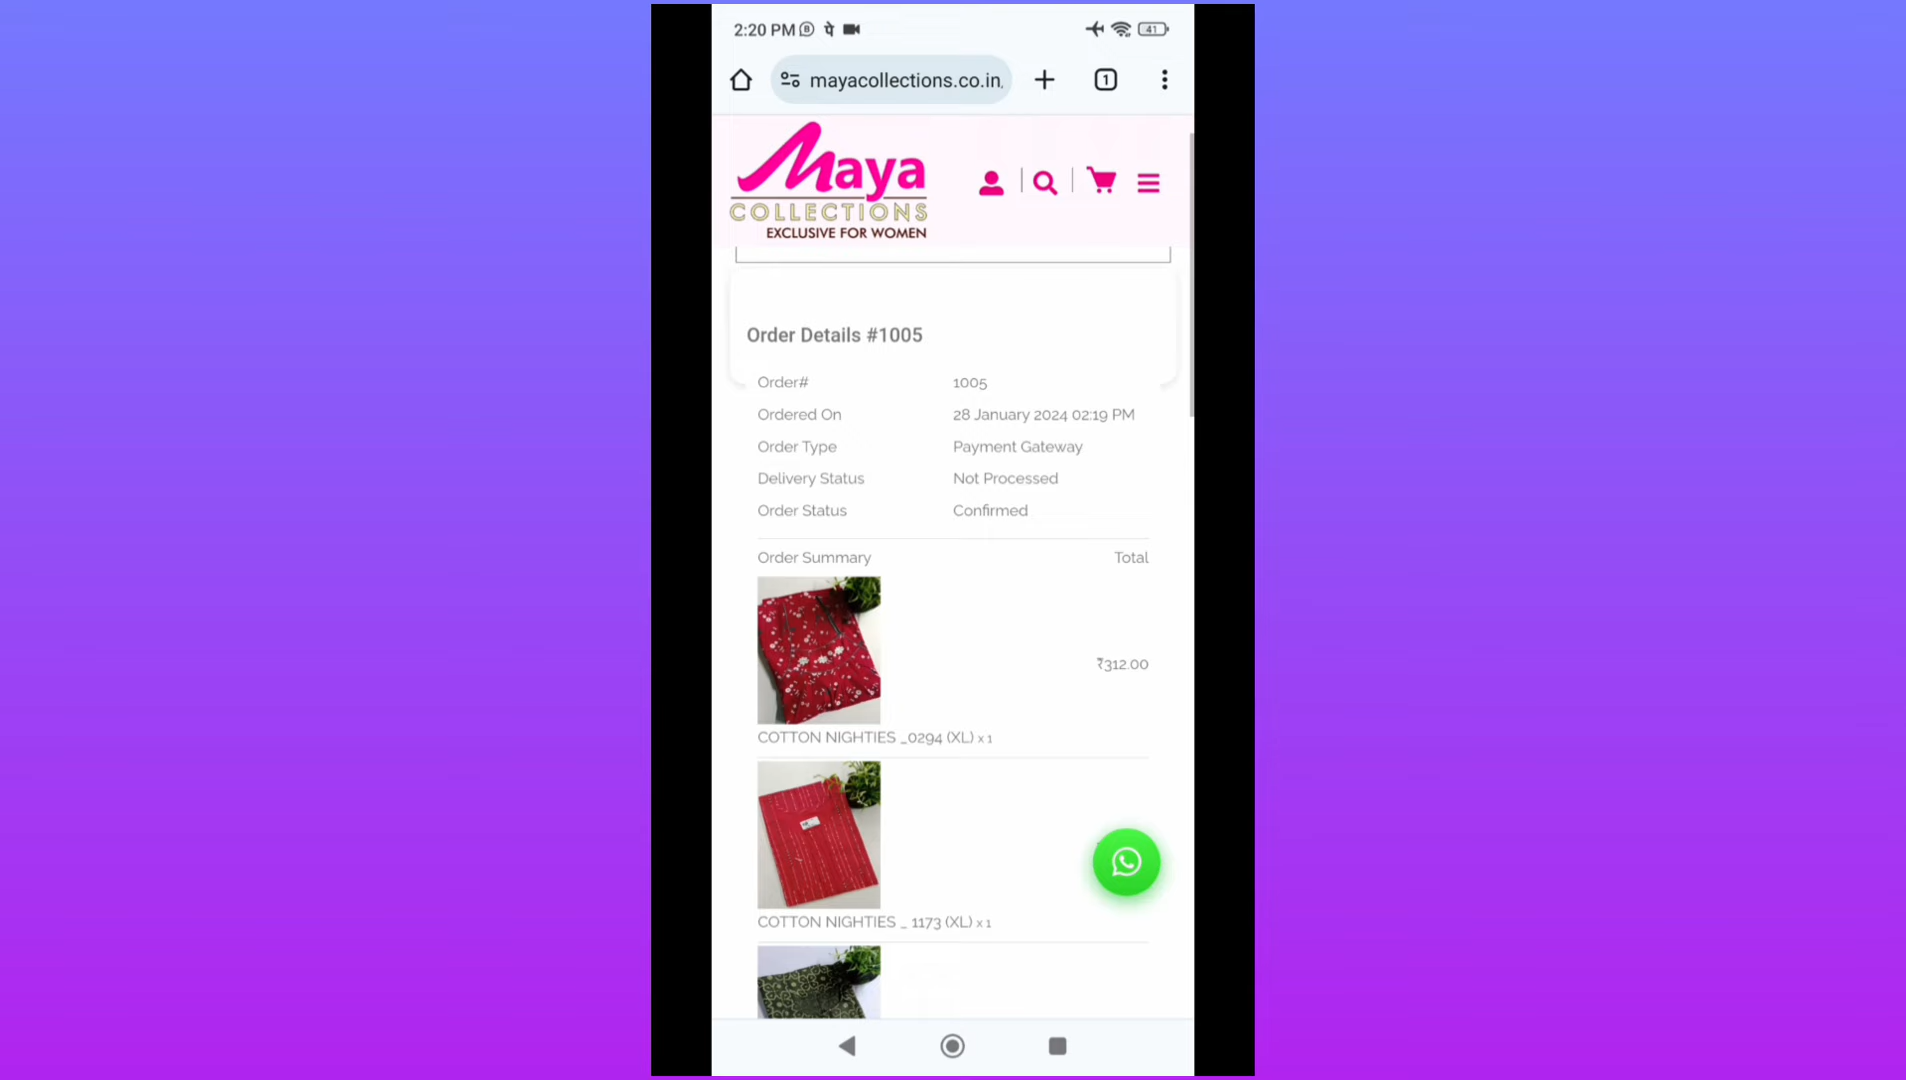 2:20 PM
41
mayacollections.co.in
1
Maya
COLLECTIONS
EXCLUSIVE FOR WOMEN
Order Details #1005
Order# 1005
Ordered On 28 January 2024 02:19 PM
Order Type Payment Gateway
Delivery Status Not Processed
Order Status Confirmed
Order Summary Total
₹312.00
COTTON NIGHTIES _0294 (XL) x 1
COTTON NIGHTIES _ 1173 (XL) x 1